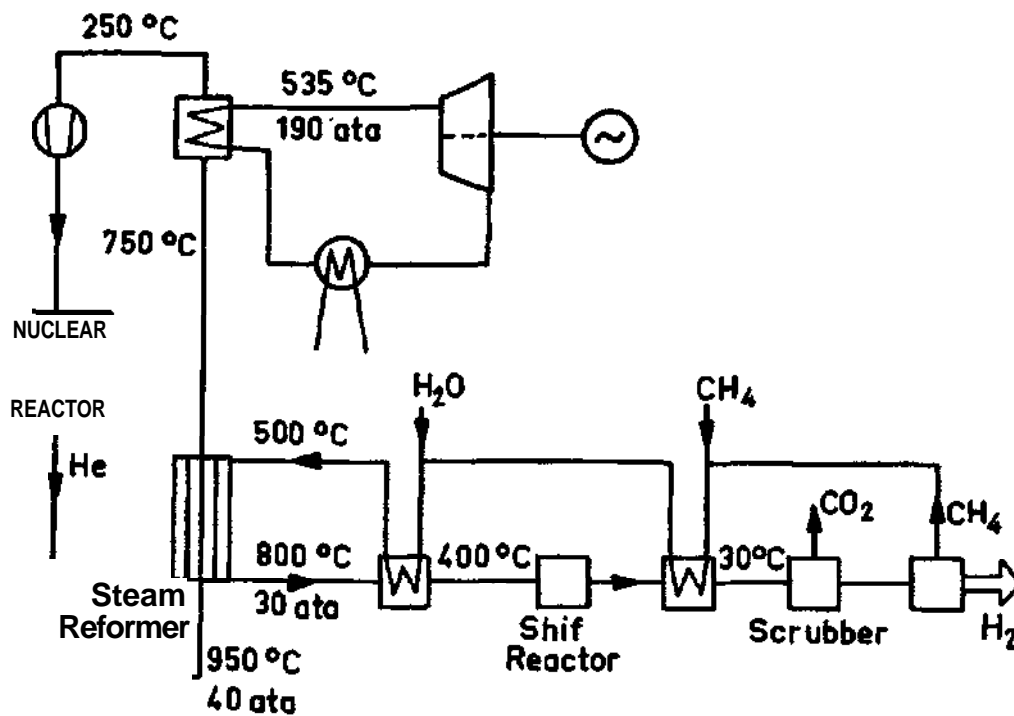 250 °C
535 °C
190 ata
~
750 °C
NUCLEAR
REACTOR
He
H₂O
CH₄
500 °C
CO₂
CH₄
800 °C
400°C
30°C
30 ata
Steam
Reformer
Shif
Reactor
Scrubber
H₂
950 °C
40 ata